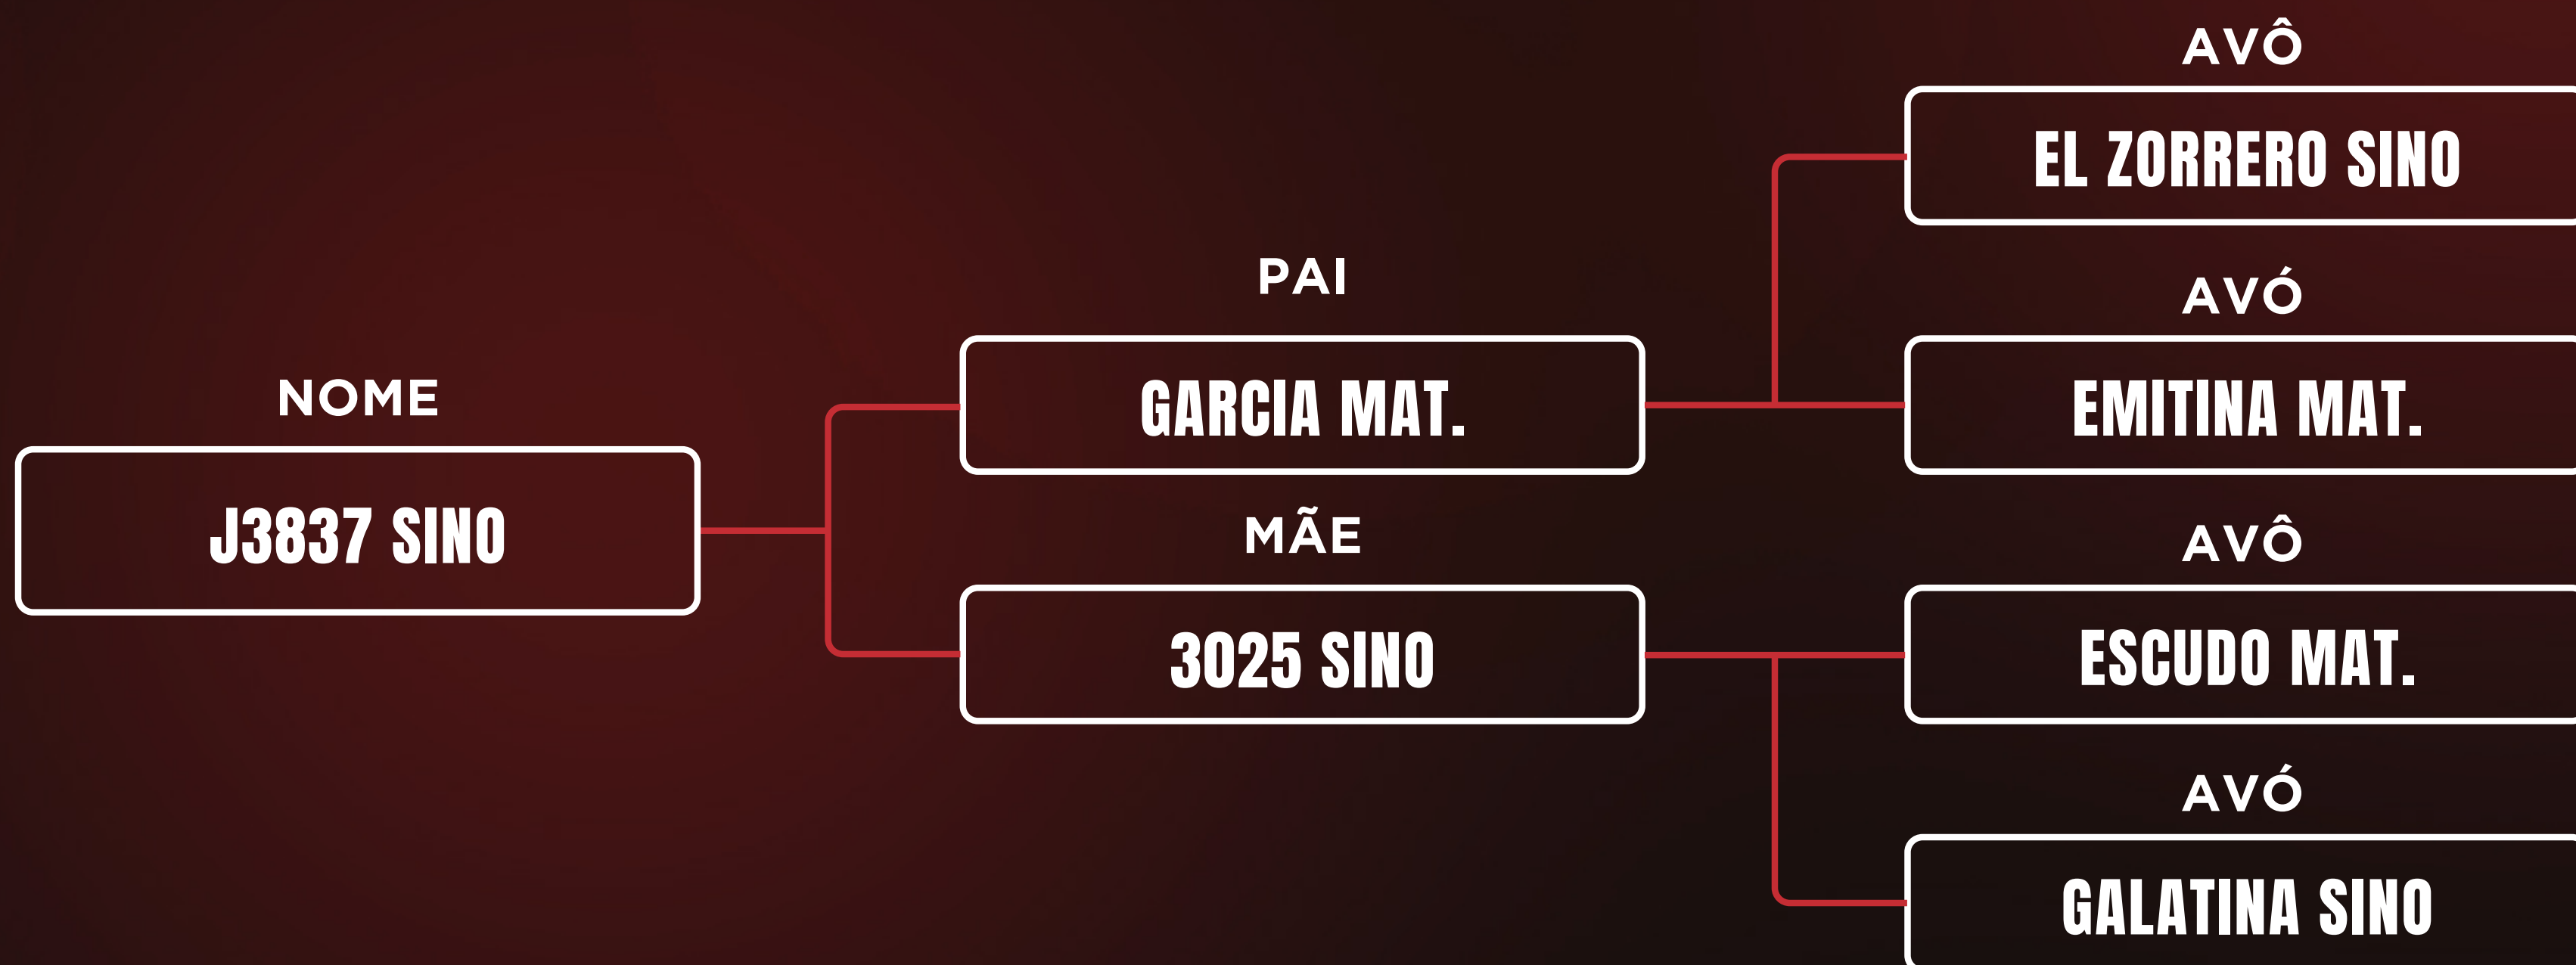 NOME
J3837 SINO
PAI
GARCIA MAT.
MÃE
3025 SINO
AVÔ
EL ZORRERO SINO
AVÓ
EMITINA MAT.
AVÔ
ESCUDO MAT.
AVÓ
GALATINA SINO